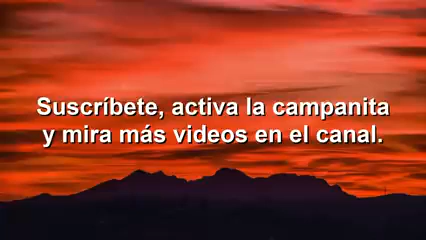 Suscríbete, activa la campanita
y mira más videos en el canal.